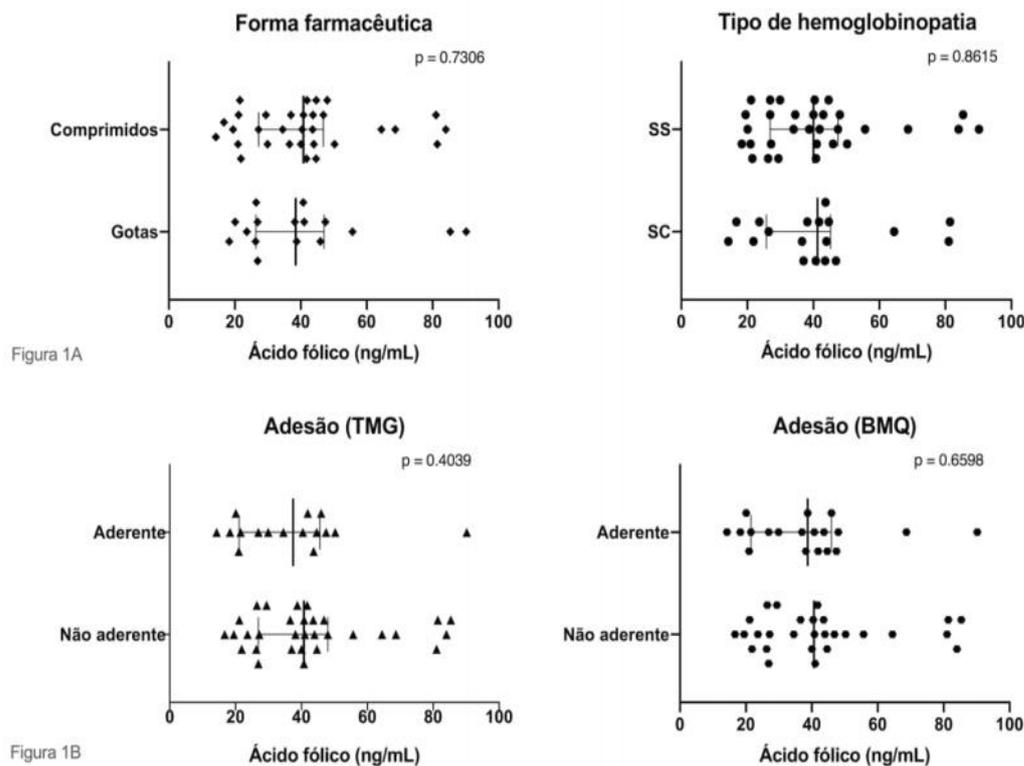 Forma farmacêutica
p = 0.7306
Comprimidos
Gotas
0 20 40 60 80 100
Ácido fólico (ng/mL)
Figura 1A
Tipo de hemoglobinopatia
p = 0.8615
SS
SC
0 20 40 60 80 100
Ácido fólico (ng/mL)
Adesão (TMG)
p = 0.4039
Aderente
Não aderente
0 20 40 60 80 100
Ácido fólico (ng/mL)
Figura 1B
Adesão (BMQ)
p = 0.6598
Aderente
Não aderente
0 20 40 60 80 100
Ácido fólico (ng/mL)